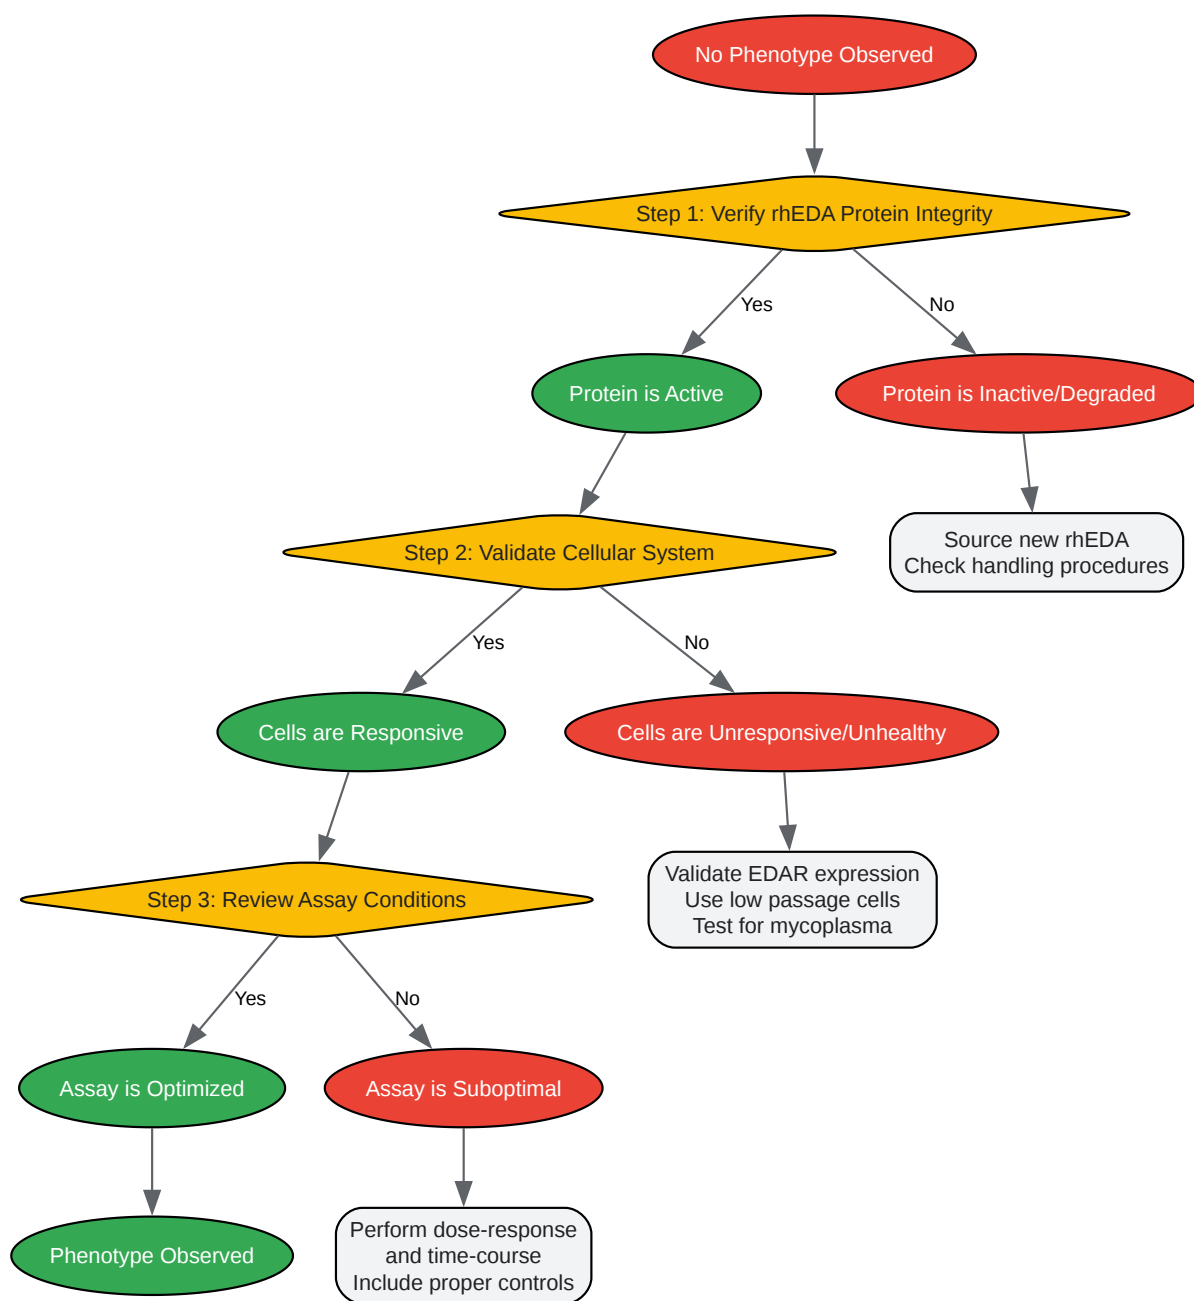 No Phenotype Observed
Step 1: Verify rhEDA Protein Integrity
Yes
No
Protein is Active
Protein is Inactive/Degraded
Source new rhEDA
Check handling procedures
Step 2: Validate Cellular System
Yes
No
Cells are Responsive
Cells are Unresponsive/Unhealthy
Validate EDAR expression
Use low passage cells
Test for mycoplasma
Step 3: Review Assay Conditions
Yes
No
Assay is Optimized
Assay is Suboptimal
Phenotype Observed
Perform dose-response
and time-course
Include proper controls